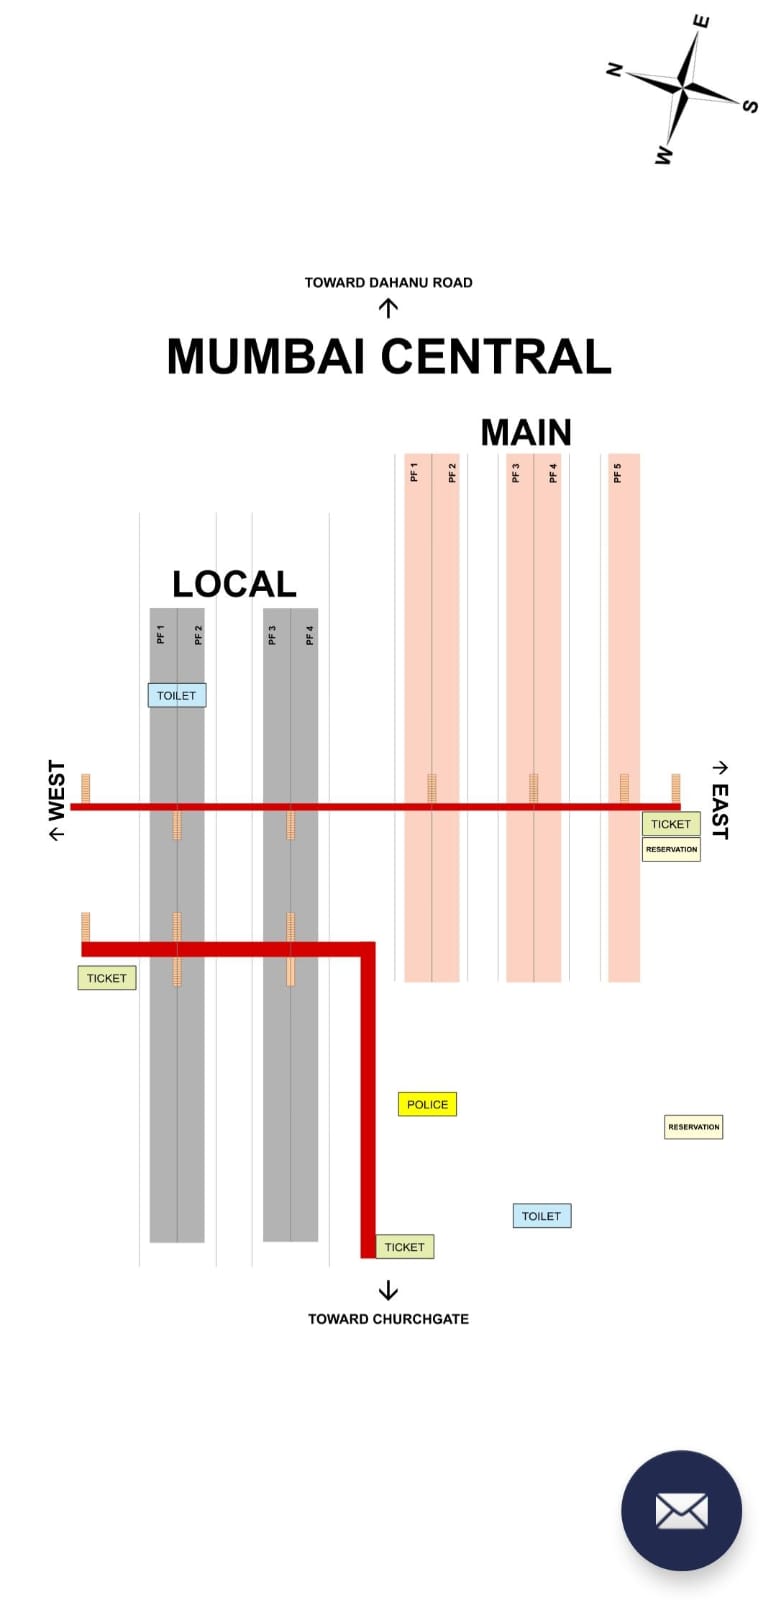 E
N
S
W
TOWARD DAHANU ROAD
↑
MUMBAI CENTRAL
MAIN
PF 1
PF 2
PF 3
PF 4
PF 5
LOCAL
PF 1
PF 2
PF 3
PF 4
TOILET
↑ WEST
↑ EAST
TICKET
RESERVATION
TICKET
POLICE
RESERVATION
TOILET
TICKET
↓
TOWARD CHURCHGATE